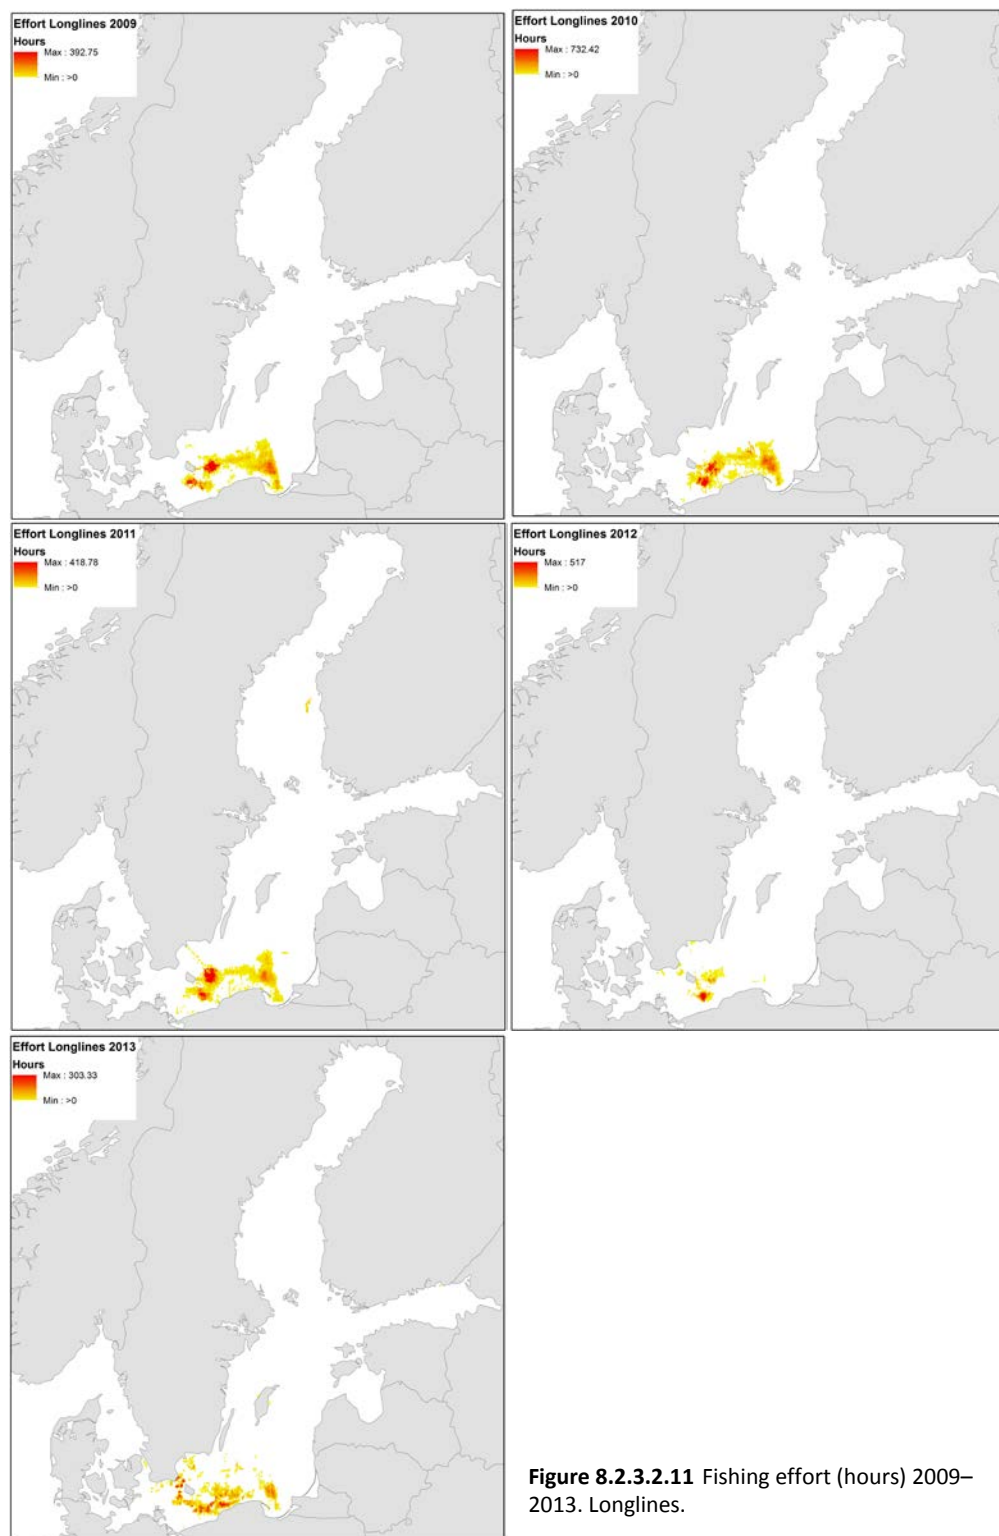 Effort Longlines 2009
Hours
Max : 392.75
Min : >0
Effort Longlines 2010
Hours
Max : 732.42
Min : >0
Effort Longlines 2011
Hours
Max : 418.78
Min : >0
Effort Longlines 2012
Hours
Max : 517
Min : >0
Effort Longlines 2013
Hours
Max : 303.33
Min : >0
Figure 8.2.3.2.11 Fishing effort (hours) 2009–
2013. Longlines.